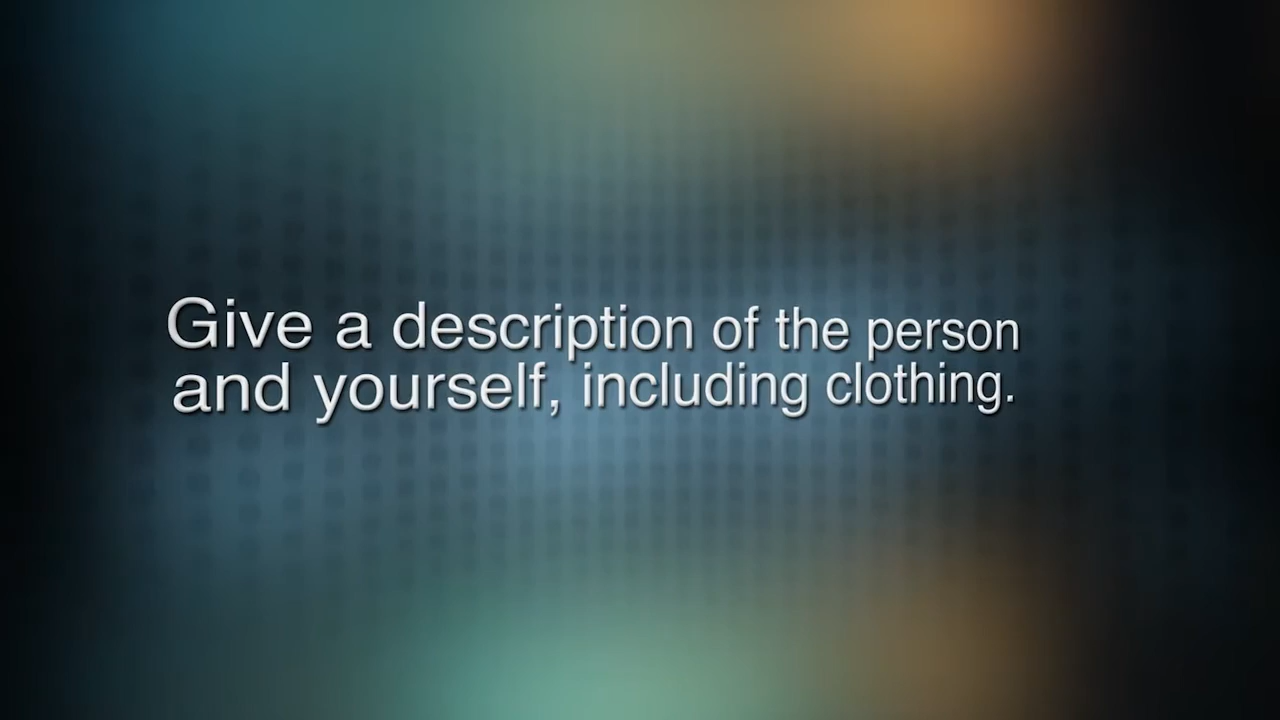 Give a description of the person
and yourself, including clothing.